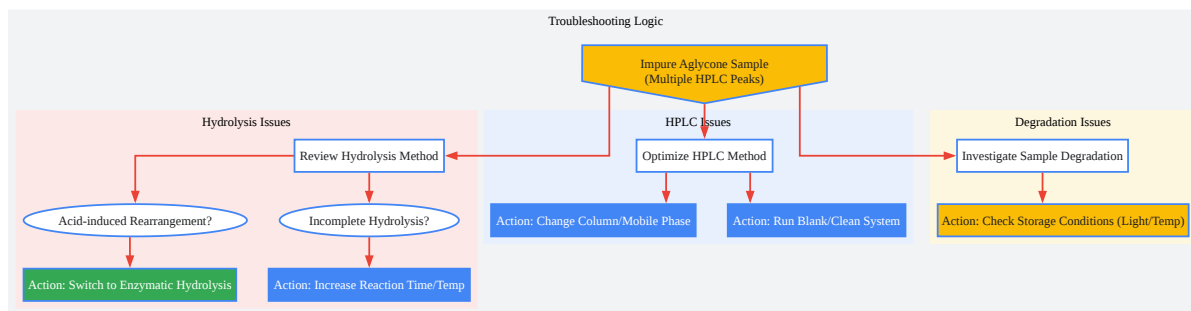 Troubleshooting Logic
Impure Aglycone Sample
(Multiple HPLC Peaks)
Hydrolysis Issues
HPLC Issues
Degradation Issues
Review Hydrolysis Method
Optimize HPLC Method
Investigate Sample Degradation
Acid-induced Rearrangement?
Incomplete Hydrolysis?
Action: Change Column/Mobile Phase
Action: Run Blank/Clean System
Action: Check Storage Conditions (Light/Temp)
Action: Switch to Enzymatic Hydrolysis
Action: Increase Reaction Time/Temp